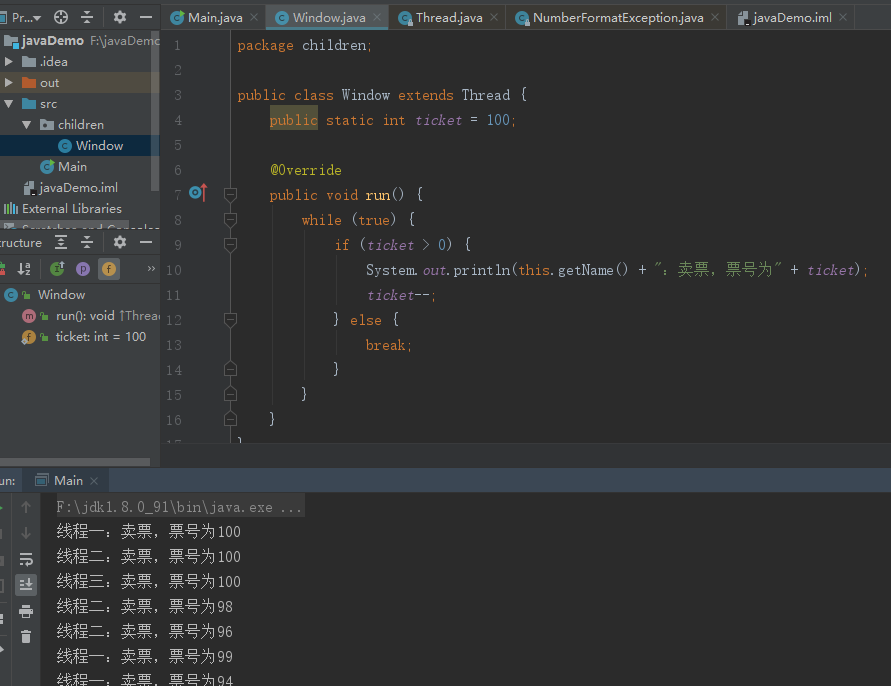 Pr...
Main.java
Window.java
Thread.java
NumberFormatException.java
javaDemo.iml
javaDemo F:\javaDemo
.idea
out
src
children
Window
Main
javaDemo.iml
External Libraries
ructure
Window
run(): void ↑Threa
ticket: int = 100
1 package children;
2
3 public class Window extends Thread {
4 public static int ticket = 100;
5
6 @Override
7 public void run() {
8 while (true) {
9 if (ticket > 0) {
10 System.out.println(this.getName() + ": 卖票，票号为" + ticket);
11 ticket--;
12 } else {
13 break;
14 }
15 }
16 }
}
un: Main
F:\jdk1.8.0_91\bin\java.exe ...
线程一：卖票，票号为100
线程二：卖票，票号为100
线程三：卖票，票号为100
线程二：卖票，票号为98
线程二：卖票，票号为96
线程一：卖票，票号为99
线程一：卖票，票号为94